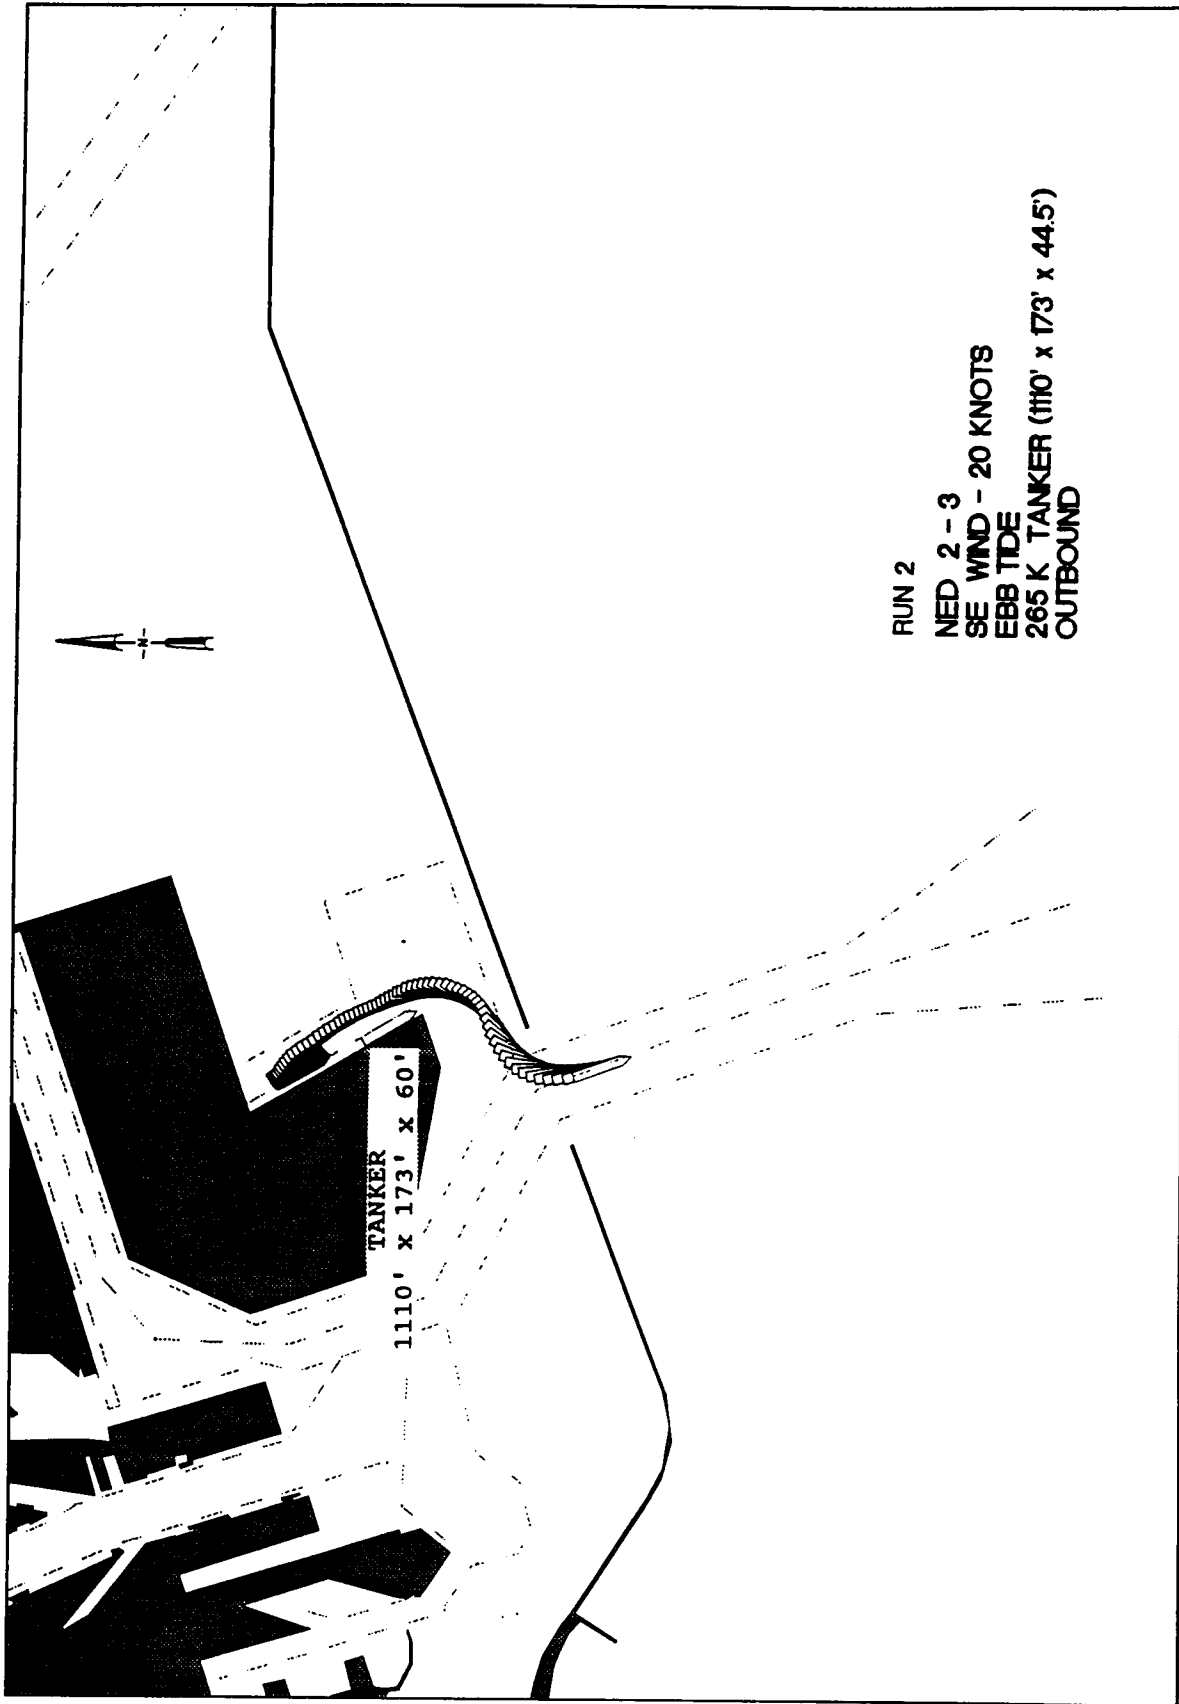 N
TANKER
1110' x 173' x 60'
RUN 2
NED 2 - 3
SE WIND - 20 KNOTS
EBB TIDE
265 K TANKER (1110' x 173' x 44.5')
OUTBOUND